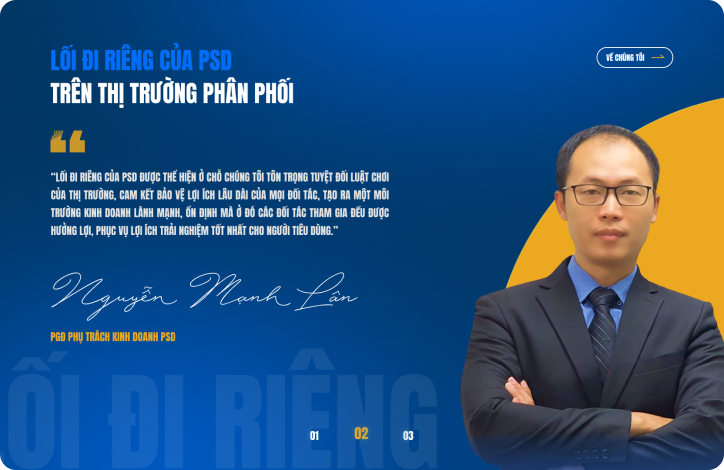 LỐI ĐI RIÊNG CỦA PSD
VỀ CHÚNG TÔI
TRÊN THỊ TRƯỜNG PHÂN PHỐI
“LỐI ĐI RIÊNG CỦA PSD ĐƯỢC THỂ HIỆN Ở CHỖ CHÚNG TÔI TÔN TRỌNG TUYỆT ĐỐI LUẬT CHƠI
CỦA THỊ TRƯỜNG, CAM KẾT BẢO VỆ LỢI ÍCH LÂU DÀI CỦA MỌI ĐỐI TÁC, TẠO RA MỘT MÔI
TRƯỜNG KINH DOANH LÀNH MẠNH, ỔN ĐỊNH MÀ Ở ĐÓ CÁC ĐỐI TÁC THAM GIA ĐỀU ĐƯỢC
HƯỞNG LỢI, PHỤC VỤ LỢI ÍCH TRẢI NGHIỆM TỐT NHẤT CHO NGƯỜI TIÊU DÙNG.”
Nguyễn Mạnh Lân
PGĐ PHỤ TRÁCH KINH DOANH PSD
ỐI ĐI RIÊNG
01 02 03